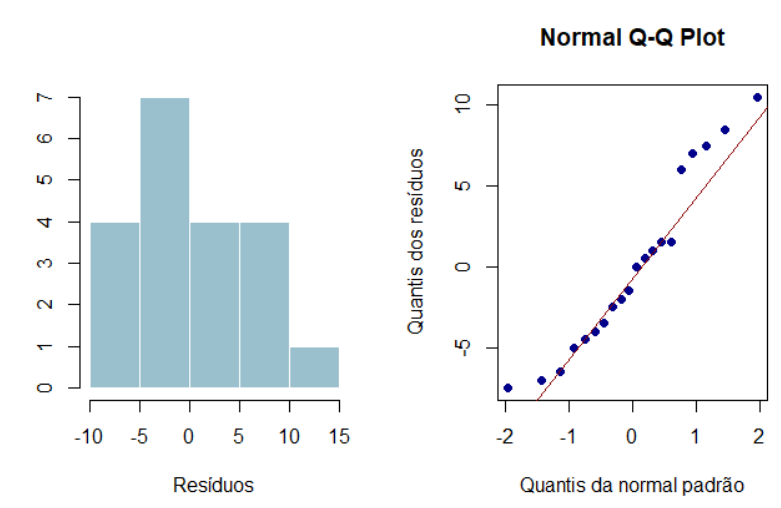 7
6
5
4
3
2
1
0
-10 -5 0 5 10 15
Resíduos
Normal Q-Q Plot
Quantis dos resíduos
10
5
0
-5
-2 -1 0 1 2
Quantis da normal padrão